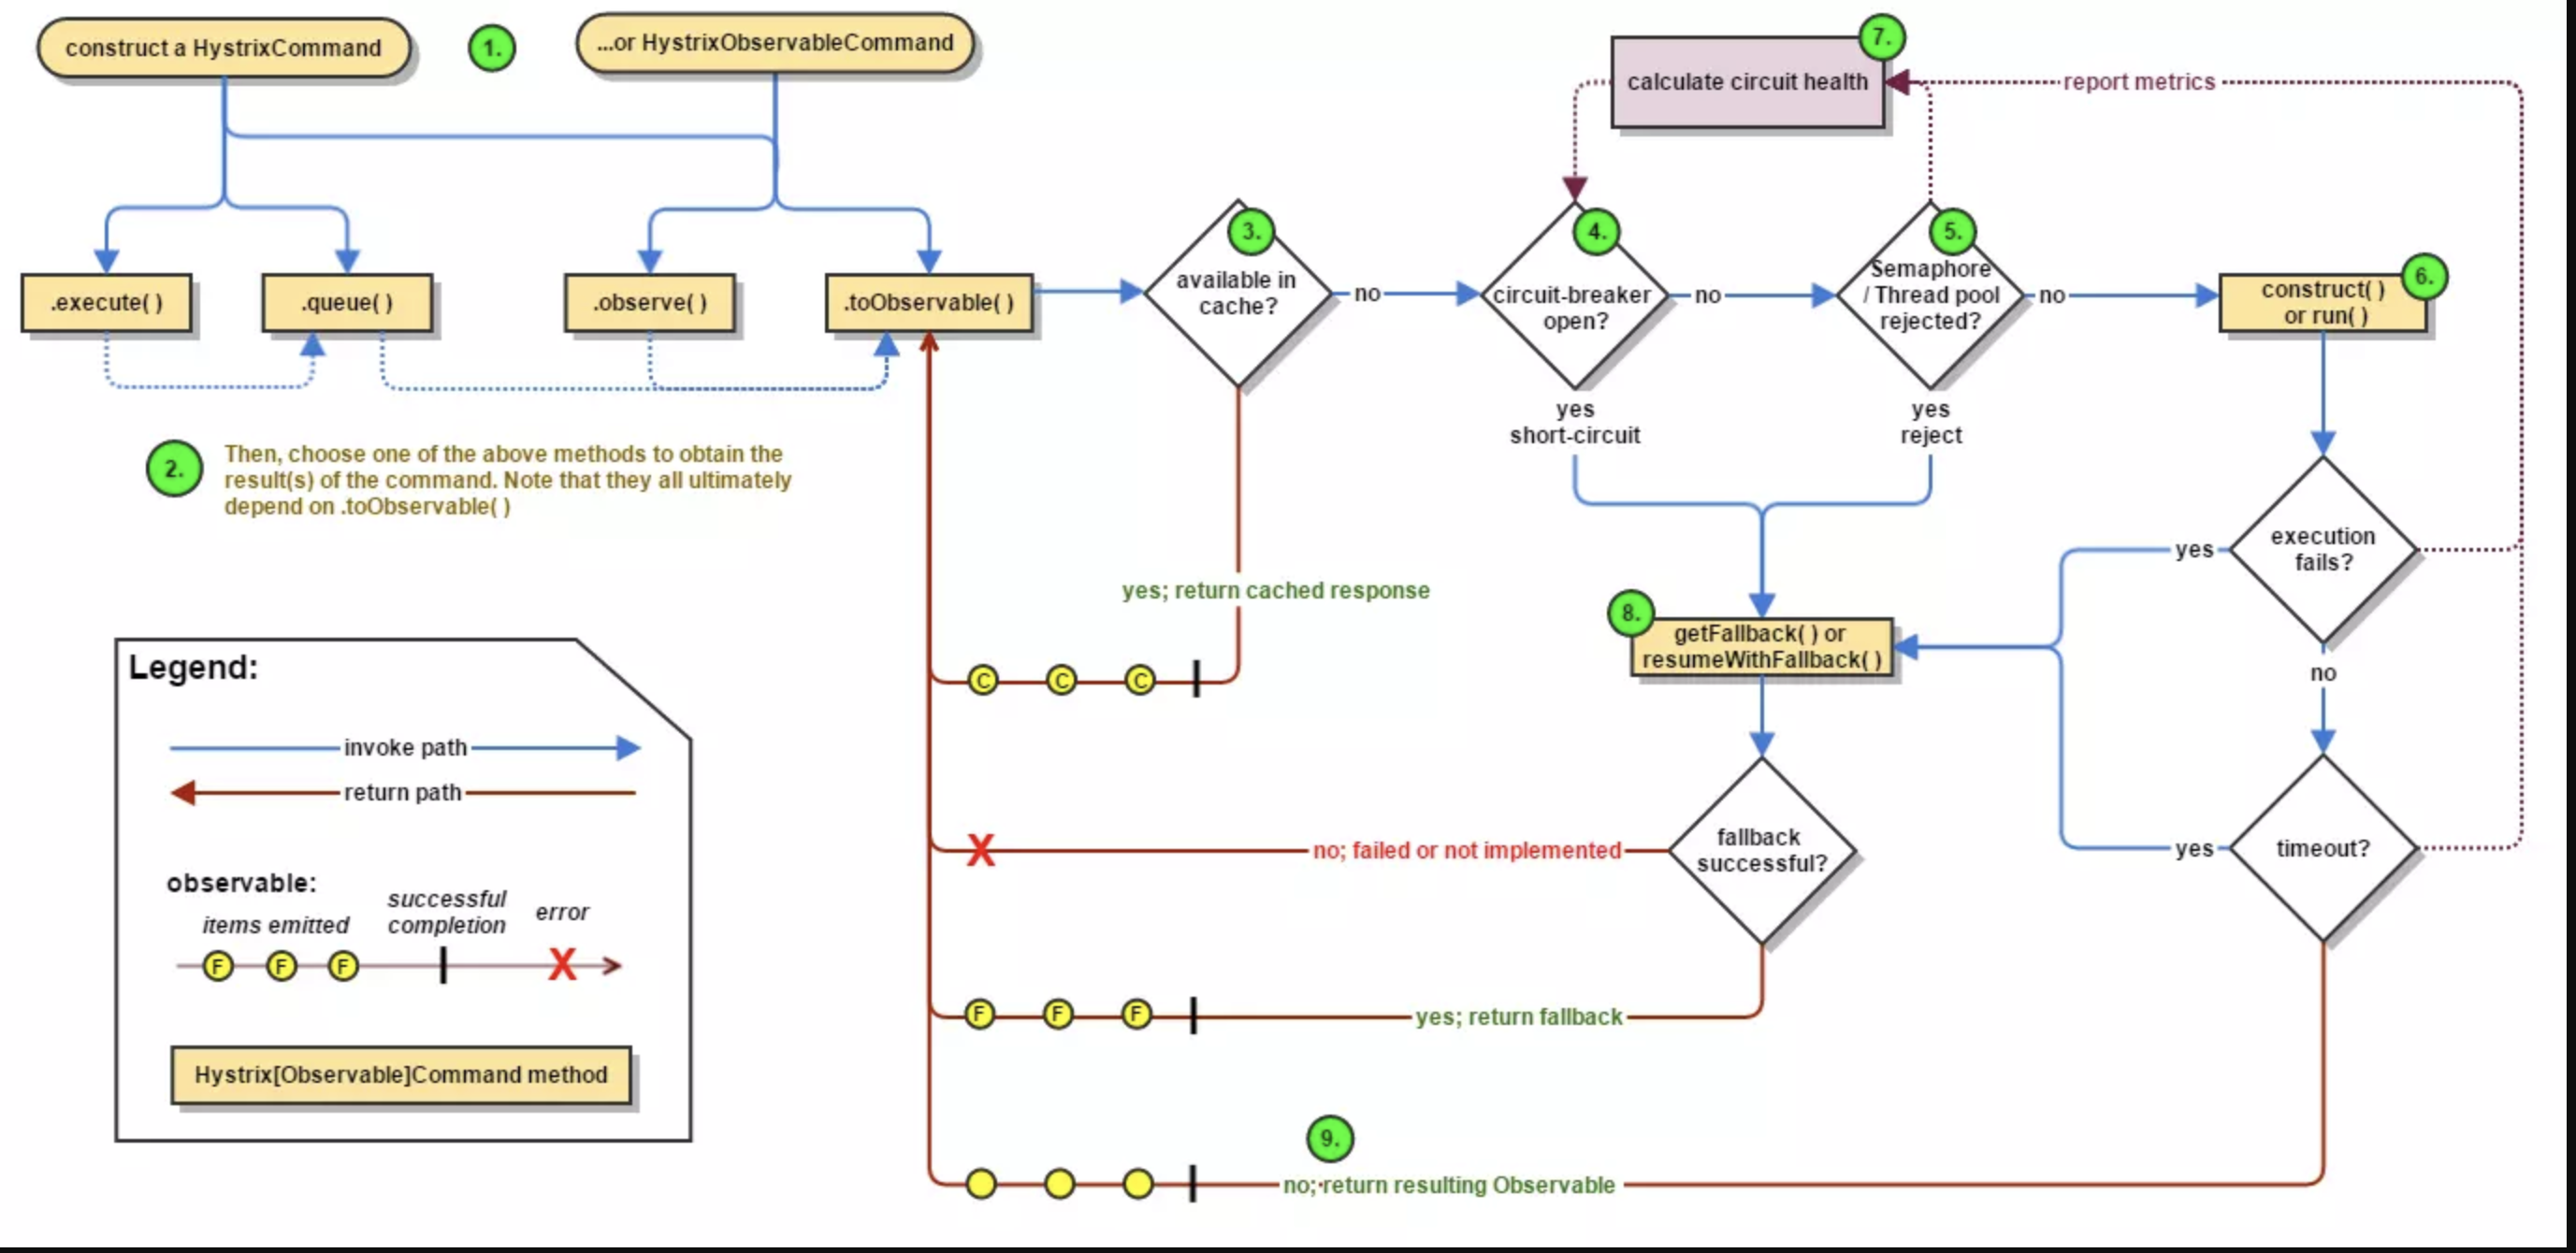 construct a HystrixCommand
1.
...or HystrixObservableCommand
7.
calculate circuit health
report metrics
3.
available in
cache?
no
4.
circuit-breaker
open?
no
5.
Semaphore
/ Thread pool
rejected?
no
6.
construct( )
or run( )
.execute( )
.queue( )
.observe( )
.toObservable( )
yes
short-circuit
yes
reject
2.
Then, choose one of the above methods to obtain the
result(s) of the command. Note that they all ultimately
depend on .toObservable( )
execution
fails?
yes
no
yes; return cached response
8.
getFallback( ) or
resumeWithFallback( )
C C C
Legend:
invoke path
return path
fallback
successful?
no; failed or not implemented
X
timeout?
yes
observable:
items emitted
successful
completion
error
F F F
X
F F F
yes; return fallback
Hystrix[Observable]Command method
9.
no; return resulting Observable